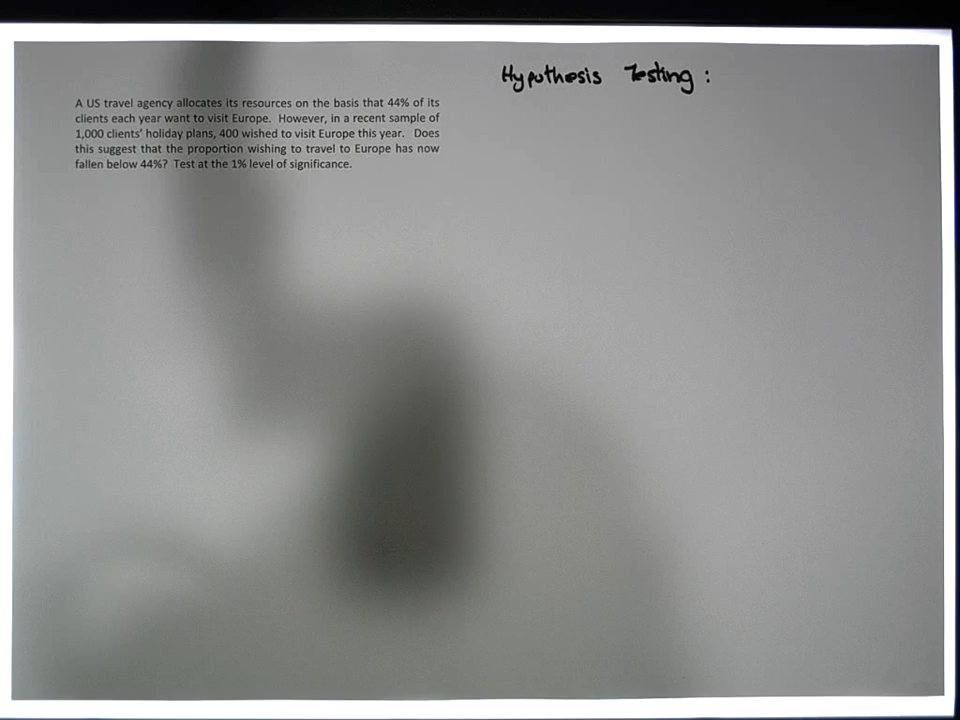 Hypothesis Testing :
A US travel agency allocates its resources on the basis that 44% of its
clients each year want to visit Europe. However, in a recent sample of
1,000 clients' holiday plans, 400 wished to visit Europe this year. Does
this suggest that the proportion wishing to travel to Europe has now
fallen below 44%? Test at the 1% level of significance.